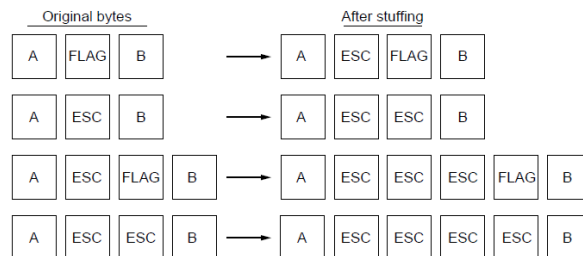 Original bytes After stuffing
A FLAG B A ESC FLAG B
A ESC B A ESC ESC B
A ESC FLAG B A ESC ESC ESC FLAG B
A ESC ESC B A ESC ESC ESC ESC B